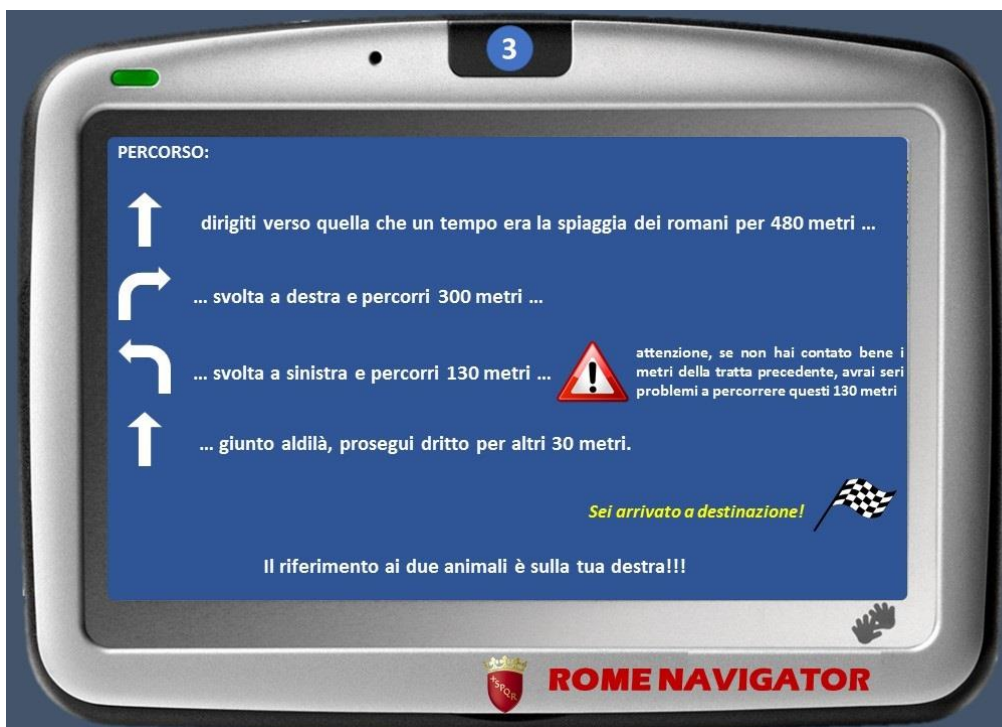 3
PERCORSO:
dirigiti verso quella che un tempo era la spiaggia dei romani per 480 metri ...
... svolta a destra e percorri 300 metri ...
... svolta a sinistra e percorri 130 metri ...
attenzione, se non hai contato bene i
metri della tratta precedente, avrai seri
problemi a percorrere questi 130 metri
... giunto aldilà, prosegui dritto per altri 30 metri.
Sei arrivato a destinazione!
Il riferimento ai due animali è sulla tua destra!!!
SPQR
ROME NAVIGATOR